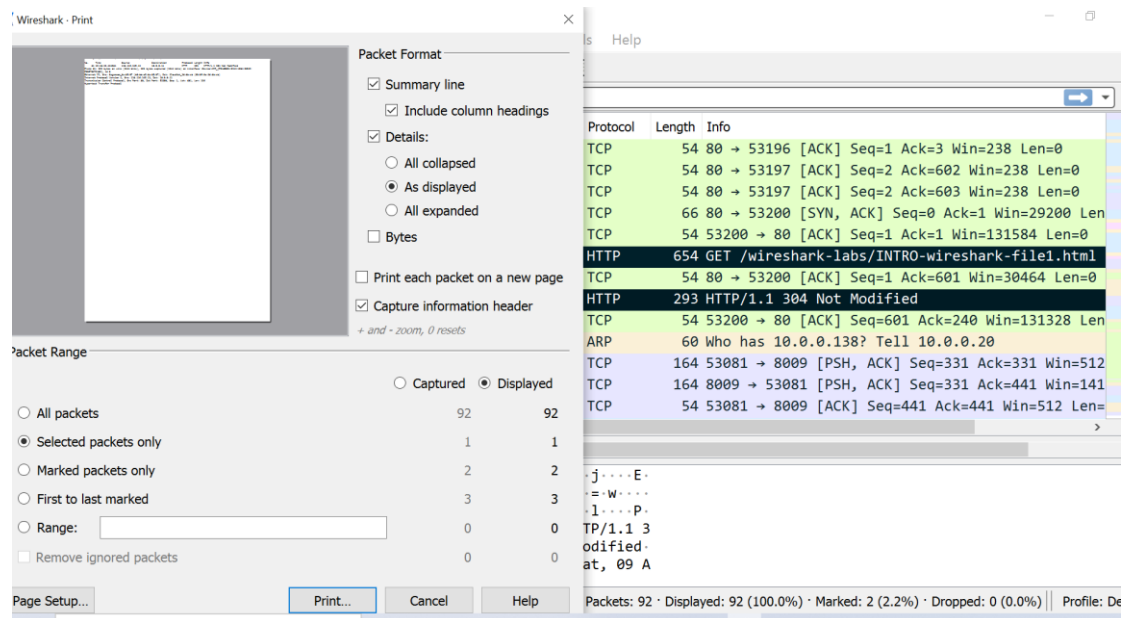 Wireshark · Print
Packet Format
Summary line
Include column headings
Details:
All collapsed
As displayed
All expanded
Bytes
Print each packet on a new page
Capture information header
+ and - zoom, 0 resets
Packet Range
Captured Displayed
All packets 92 92
Selected packets only 1 1
Marked packets only 2 2
First to last marked 3 3
Range: 0 0
Remove ignored packets 0 0
Page Setup... Print... Cancel Help
ls Help
Protocol Length Info
TCP 54 80 → 53196 [ACK] Seq=1 Ack=3 Win=238 Len=0
TCP 54 80 → 53197 [ACK] Seq=2 Ack=602 Win=238 Len=0
TCP 54 80 → 53197 [ACK] Seq=2 Ack=603 Win=238 Len=0
TCP 66 80 → 53200 [SYN, ACK] Seq=0 Ack=1 Win=29200 Len
TCP 54 53200 → 80 [ACK] Seq=1 Ack=1 Win=131584 Len=0
HTTP 654 GET /wireshark-labs/INTRO-wireshark-file1.html
TCP 54 80 → 53200 [ACK] Seq=1 Ack=601 Win=30464 Len=0
HTTP 293 HTTP/1.1 304 Not Modified
TCP 54 53200 → 80 [ACK] Seq=601 Ack=240 Win=131328 Len
ARP 60 Who has 10.0.0.138? Tell 10.0.0.20
TCP 164 53081 → 8009 [PSH, ACK] Seq=331 Ack=331 Win=512
TCP 164 8009 → 53081 [PSH, ACK] Seq=331 Ack=441 Win=141
TCP 54 53081 → 8009 [ACK] Seq=441 Ack=441 Win=512 Len=
·j····E·
·=·w····
·l····P·
TP/1.1 3
odified·
at, 09 A
Packets: 92 · Displayed: 92 (100.0%) · Marked: 2 (2.2%) · Dropped: 0 (0.0%) Profile: De